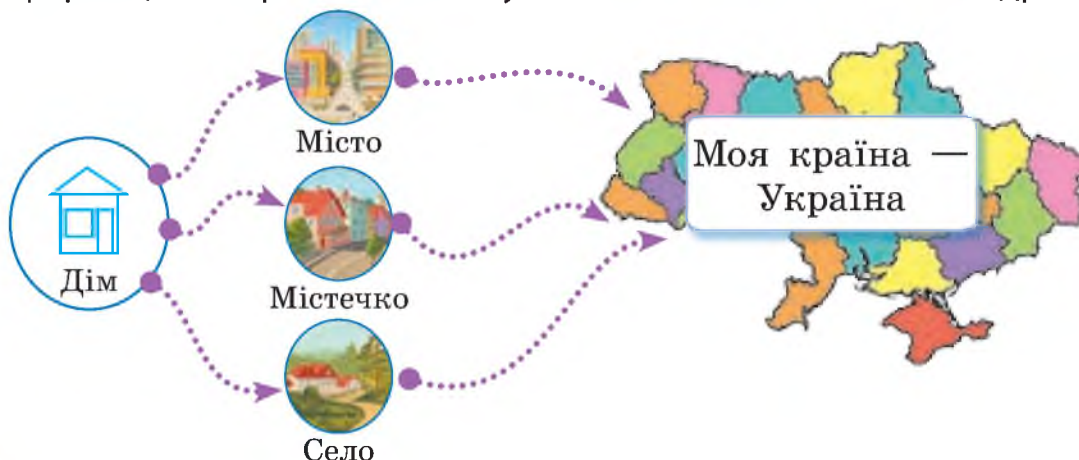 Місто
Моя країна —
Україна
Дім
Містечко
Село